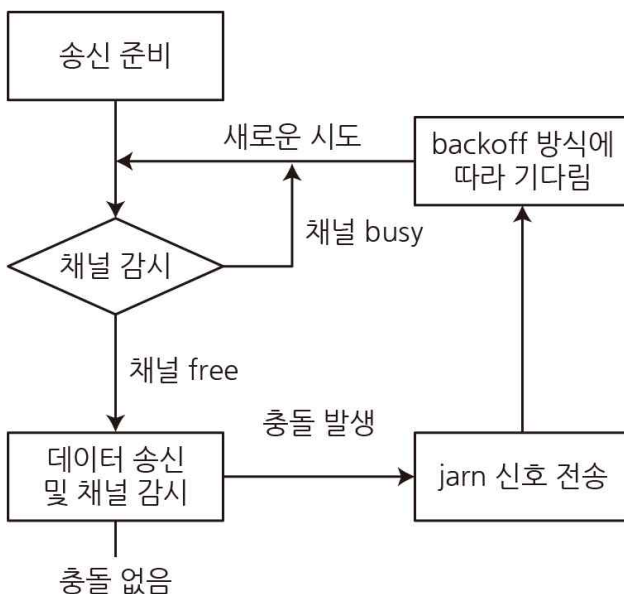 송신 준비
새로운 시도
backoff 방식에
따라 기다림
채널 감시
채널 busy
채널 free
충돌 발생
데이터 송신
및 채널 감시
jarn 신호 전송
충돌 없음